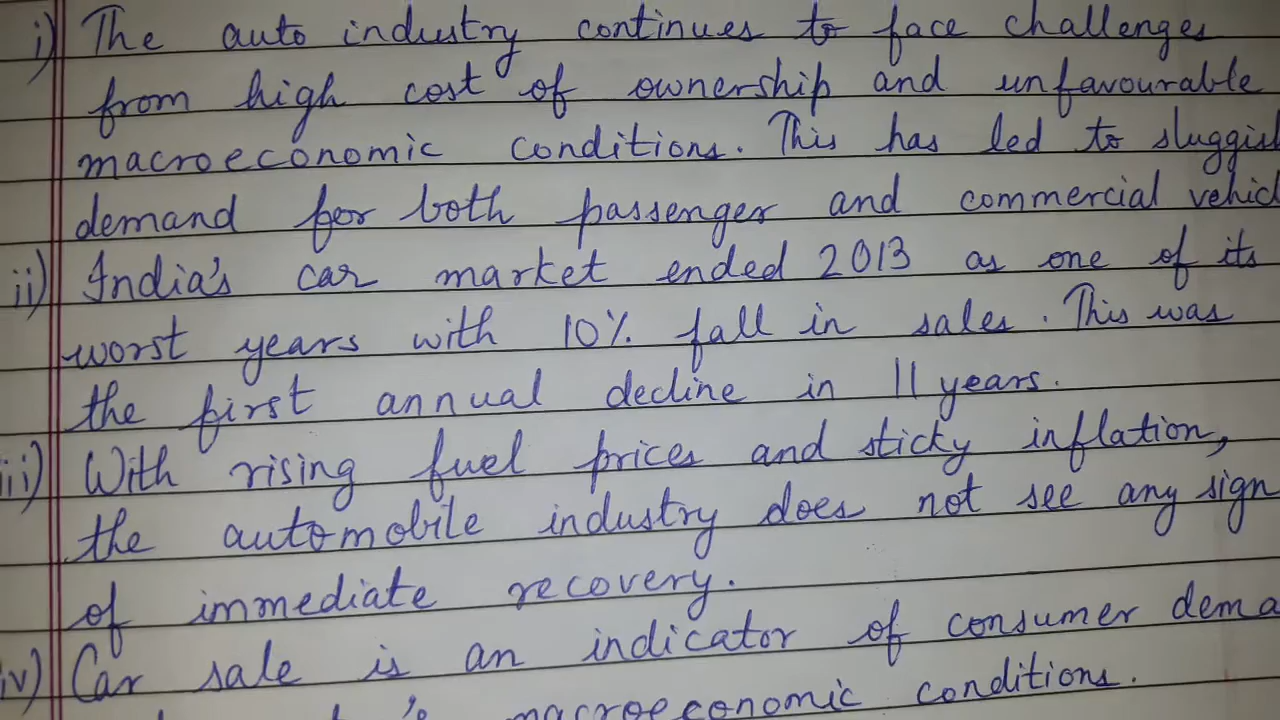 i) The auto industry continues to face challenges
from high cost of ownership and unfavourable
macroeconomic conditions. This has led to sluggis
demand for both passenger and commercial vehic
ii) India's car market ended 2013 as one of its
worst years with 10% fall in sales. This was
the first annual decline in 11 years.
iii) With rising fuel prices and sticky inflation,
the automobile industry does not see any sign
of immediate recovery.
iv) Car sale is an indicator of consumer dema
macroeconomic conditions.